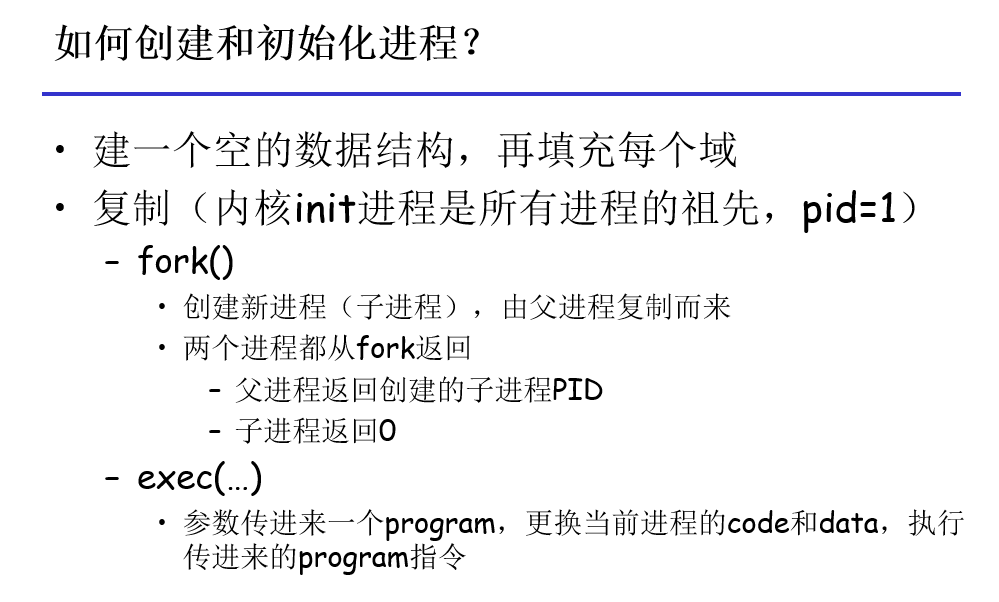 如何创建和初始化进程？
• 建一个空的数据结构，再填充每个域
• 复制（内核init进程是所有进程的祖先，pid=1）
– fork()
• 创建新进程（子进程），由父进程复制而来
• 两个进程都从fork返回
– 父进程返回创建的子进程PID
– 子进程返回0
– exec(…)
• 参数传进来一个program，更换当前进程的code和data，执行
传进来的program指令